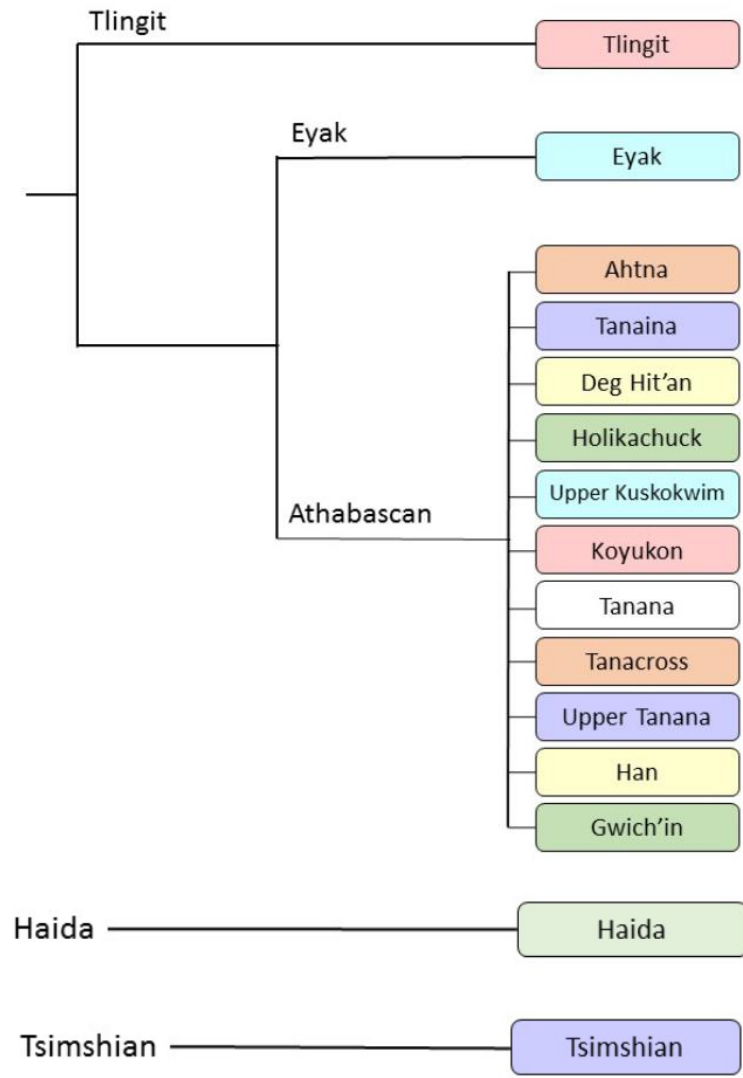 Tlingit
Tlingit
Eyak
Eyak
Ahtna
Tanaina
Deg Hit’an
Holikachuck
Upper Kuskokwim
Athabascan
Koyukon
Tanana
Tanacross
Upper Tanana
Han
Gwich’in
Haida
Haida
Tsimshian
Tsimshian